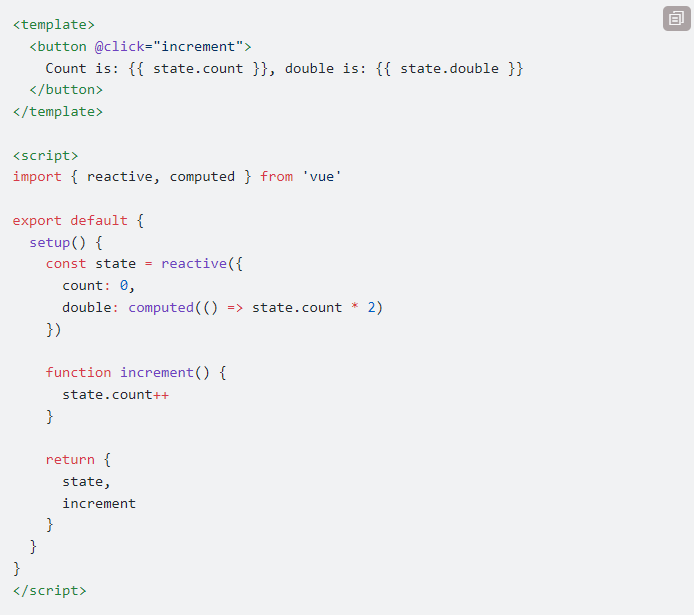 <template>
  <button @click="increment">
    Count is: {{ state.count }}, double is: {{ state.double }}
  </button>
</template>

<script>
import { reactive, computed } from 'vue'

export default {
  setup() {
    const state = reactive({
      count: 0,
      double: computed(() => state.count * 2)
    })

    function increment() {
      state.count++
    }

    return {
      state,
      increment
    }
  }
}
</script>